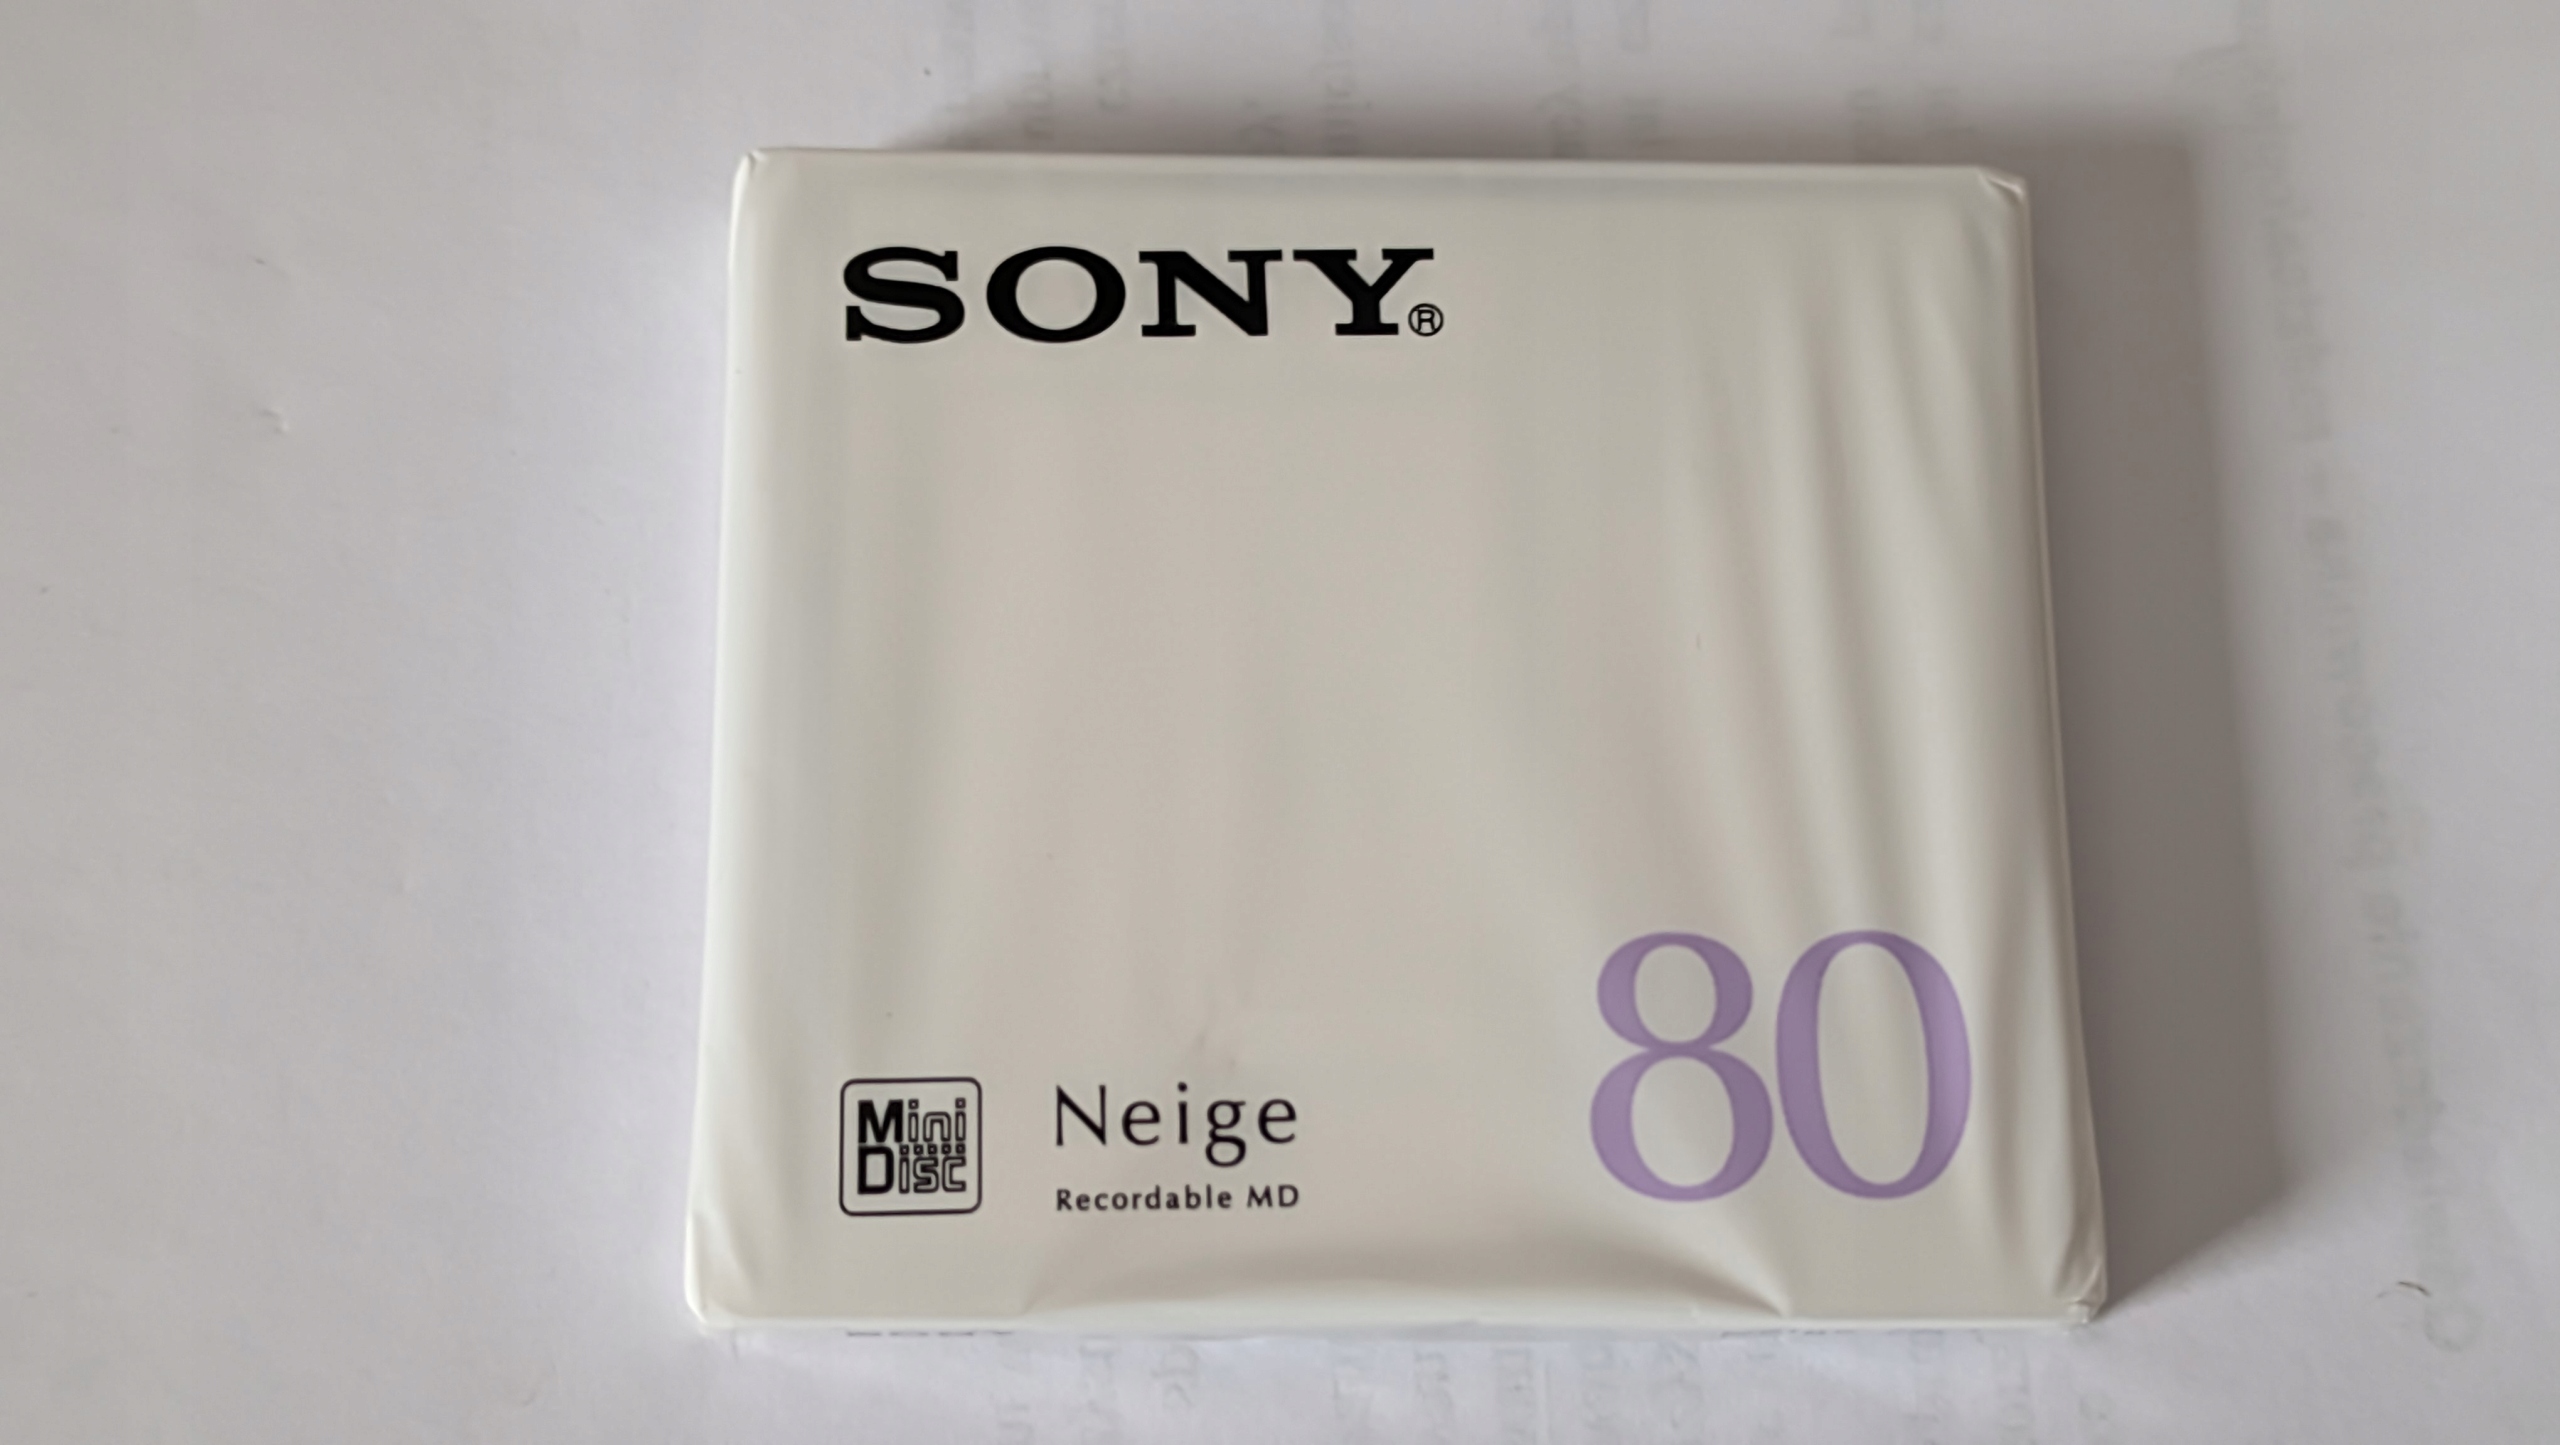 SONY®
Mini
Disc
Neige
Recordable MD
80